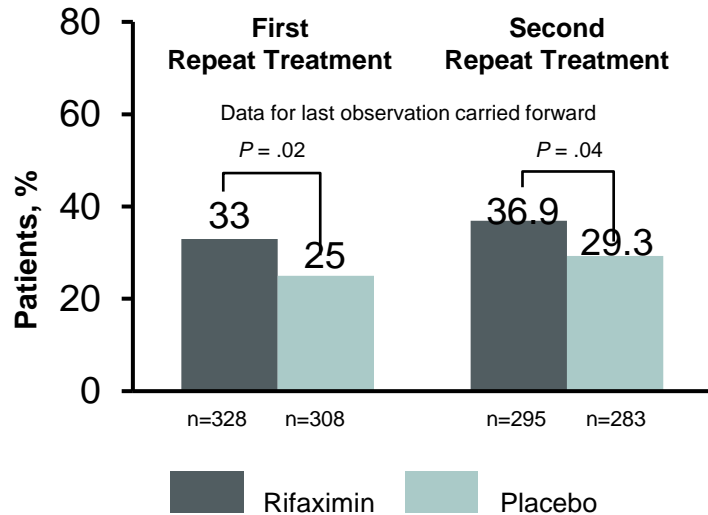 First
Repeat Treatment
Second
Repeat Treatment
Data for last observation carried forward
P = .02
P = .04
80
60
40
20
0
Patients, %
33
25
36.9
29.3
n=328
n=308
n=295
n=283
Rifaximin
Placebo